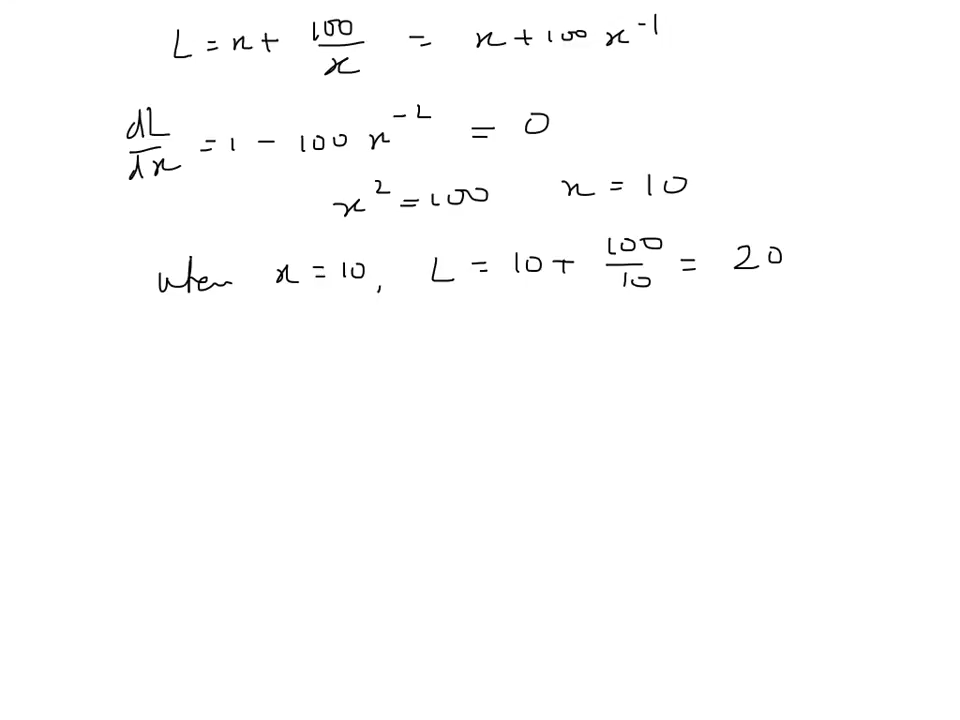 L = x + 100/x = x + 100 x^-1
dL/dx = 1 - 100 x^-2 = 0
x^2 = 100 x = 10
when x = 10, L = 10 + 100/10 = 20